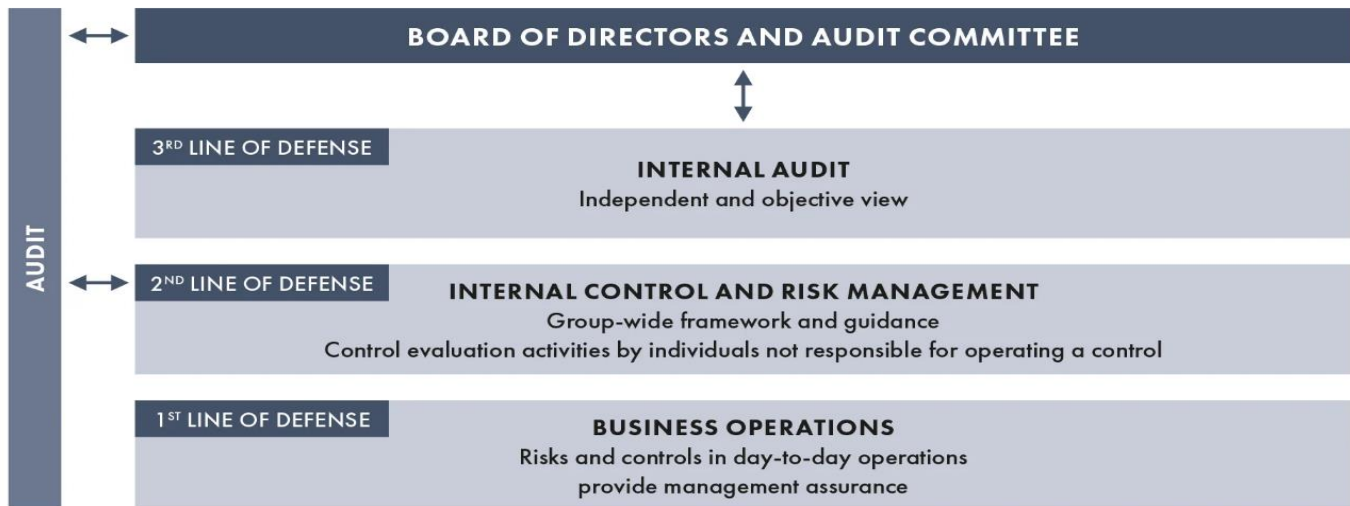 AUDIT
BOARD OF DIRECTORS AND AUDIT COMMITTEE
3RD LINE OF DEFENSE
INTERNAL AUDIT
Independent and objective view
2ND LINE OF DEFENSE
INTERNAL CONTROL AND RISK MANAGEMENT
Group-wide framework and guidance
Control evaluation activities by individuals not responsible for operating a control
1ST LINE OF DEFENSE
BUSINESS OPERATIONS
Risks and controls in day-to-day operations
provide management assurance